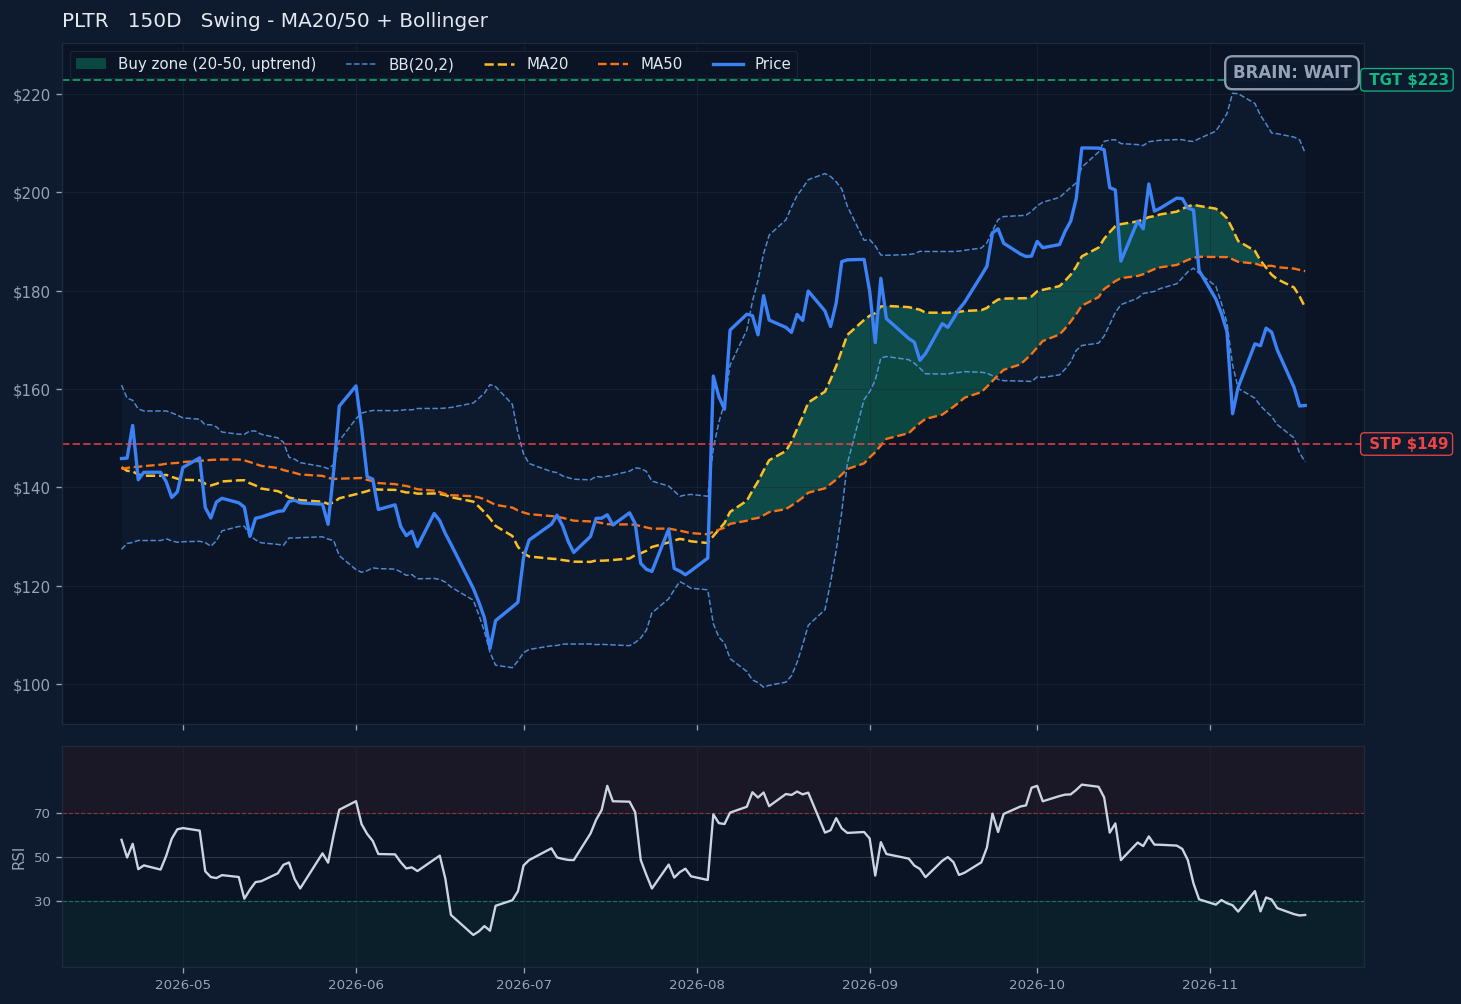 PLTR 150D Swing - MA20/50 + Bollinger
Buy zone (20-50, uptrend) BB(20,2) MA20 MA50 Price
BRAIN: WAIT
TGT $223
$220
$200
$180
$160
STP $149
$140
$120
$100
RSI
70
50
30
2026-05 2026-06 2026-07 2026-08 2026-09 2026-10 2026-11